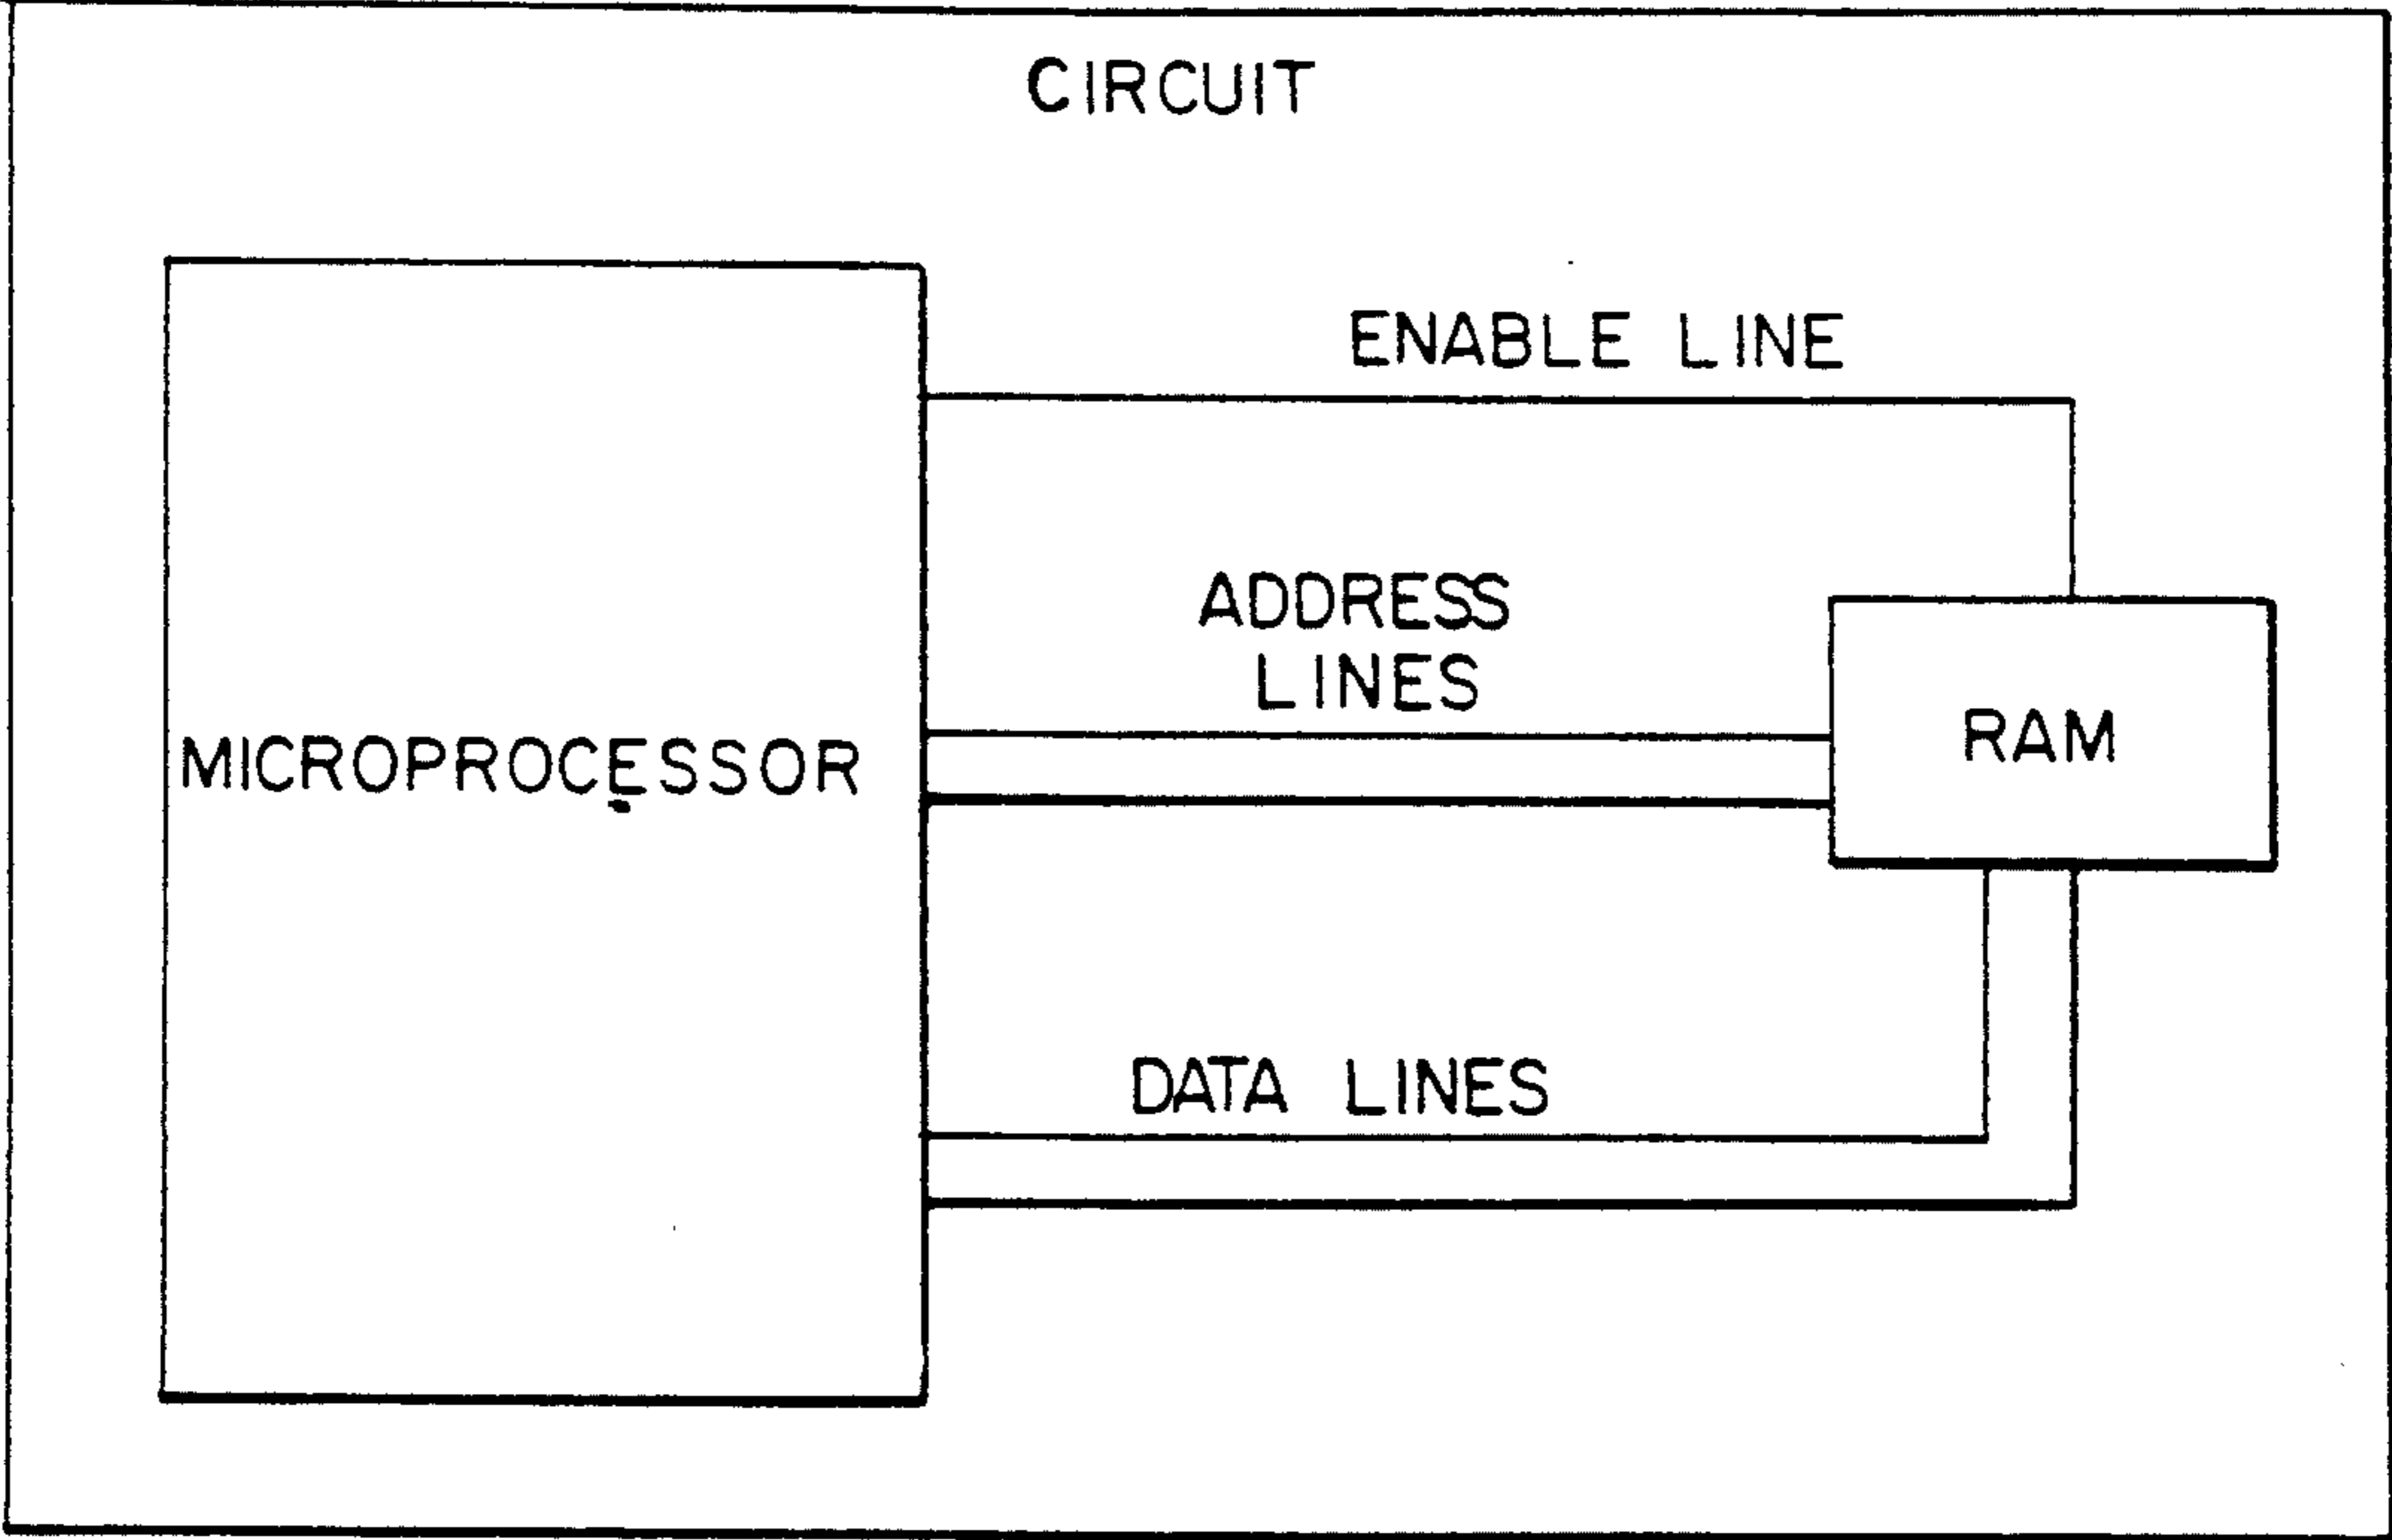 CIRCUIT
ENABLE LINE
ADDRESS
LINES
RAM
MICROPROCESSOR
DATA LINES